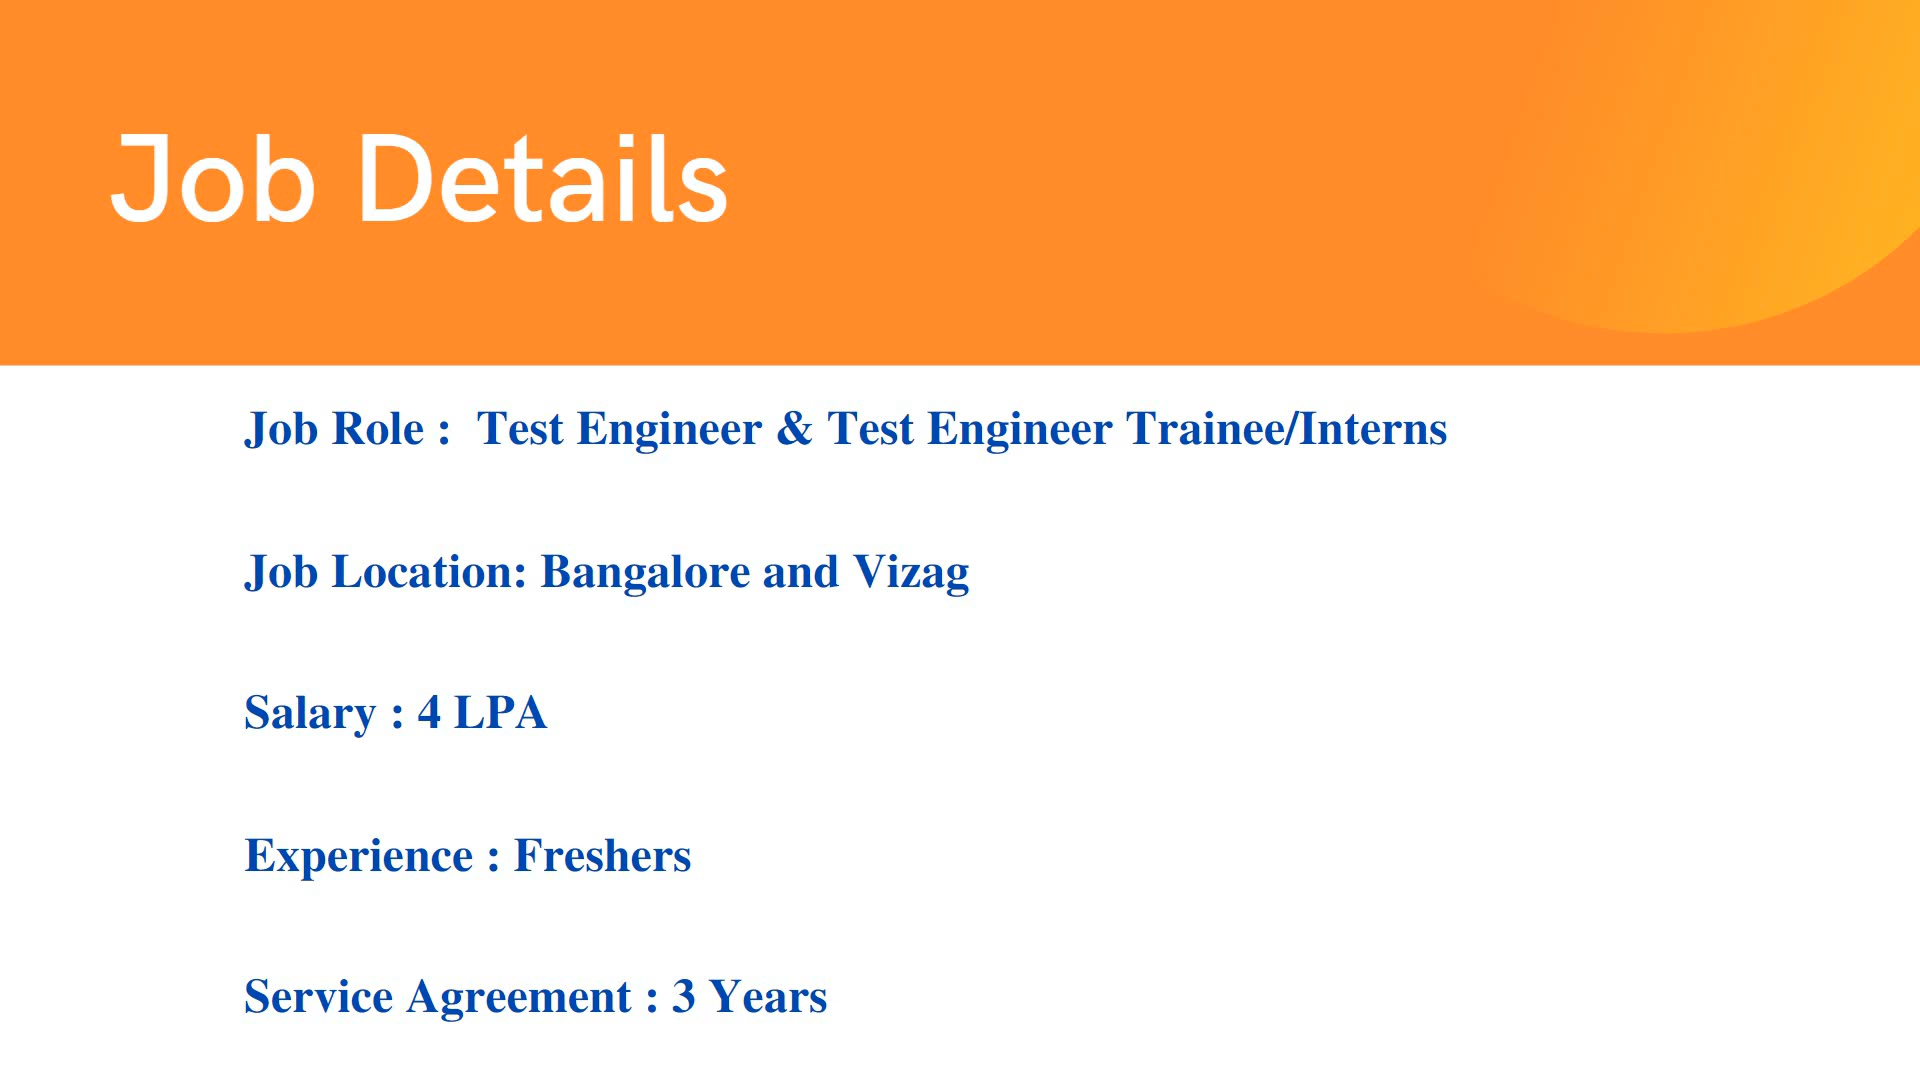 Job Details
Job Role :  Test Engineer & Test Engineer Trainee/Interns
Job Location: Bangalore and Vizag
Salary : 4 LPA
Experience : Freshers
Service Agreement : 3 Years